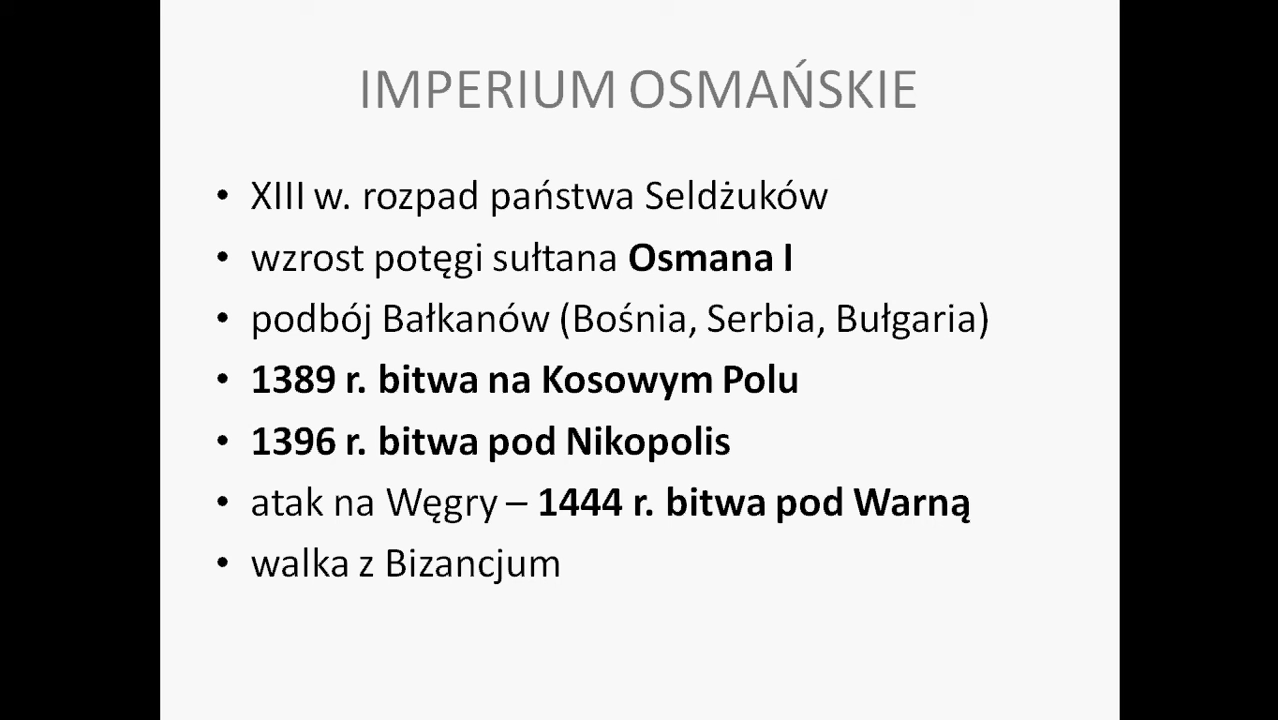 IMPERIUM OSMAŃSKIE
• XIII w. rozpad państwa Seldżuków
• wzrost potęgi sułtana Osmana I
• podbój Bałkanów (Bośnia, Serbia, Bułgaria)
• 1389 r. bitwa na Kosowym Polu
• 1396 r. bitwa pod Nikopolis
• atak na Węgry – 1444 r. bitwa pod Warną
• walka z Bizancjum